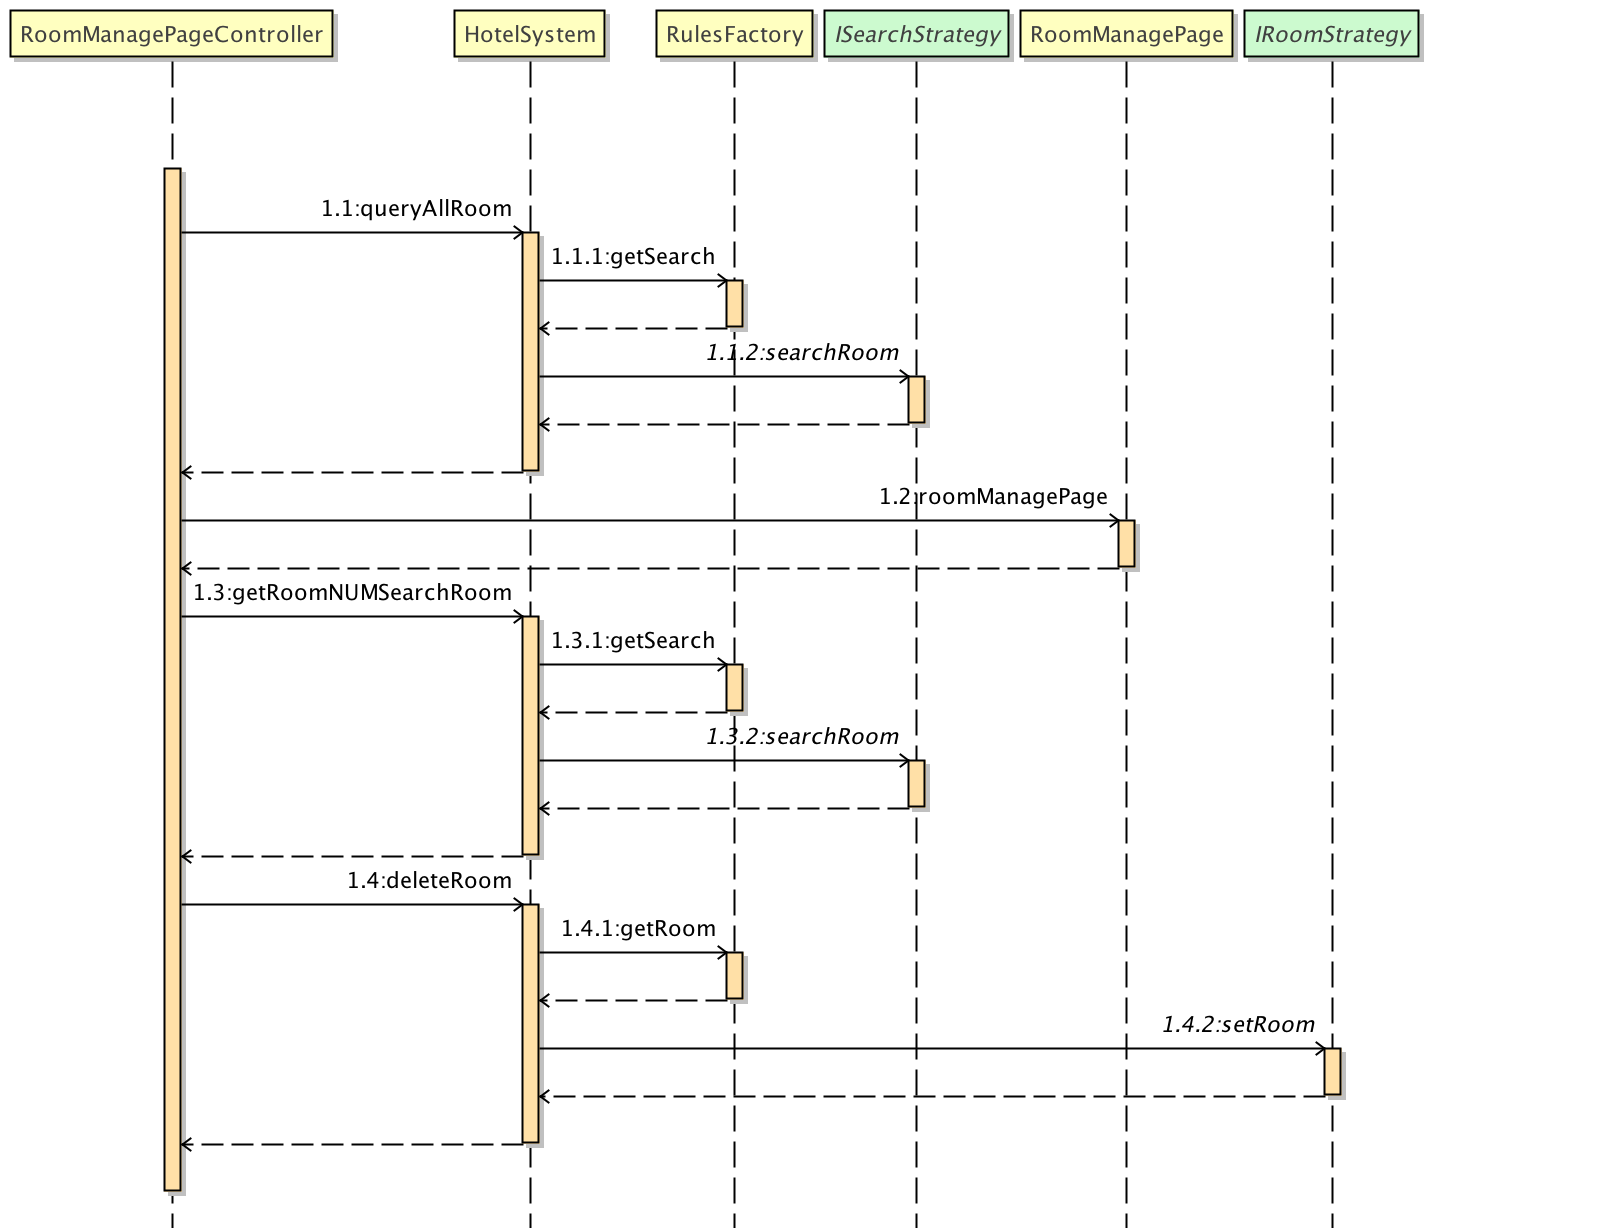 RoomManagePageController
HotelSystem
RulesFactory
ISearchStrategy
RoomManagePage
IRoomStrategy
1.1:queryAllRoom
1.1.1:getSearch
1.1.2:searchRoom
1.2:roomManagePage
1.3:getRoomNUMSearchRoom
1.3.1:getSearch
1.3.2:searchRoom
1.4:deleteRoom
1.4.1:getRoom
1.4.2:setRoom